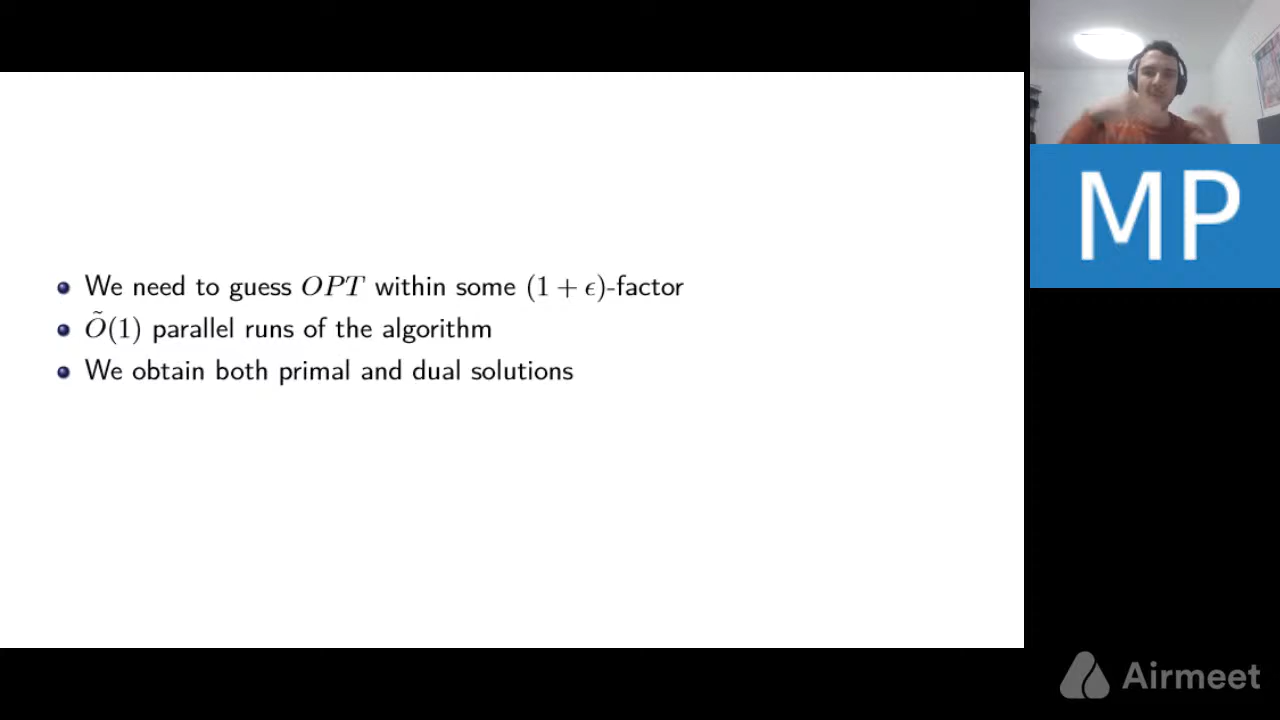 We need to guess OPT within some (1 + ϵ)-factor
Õ(1) parallel runs of the algorithm
We obtain both primal and dual solutions
MP
Airmeet